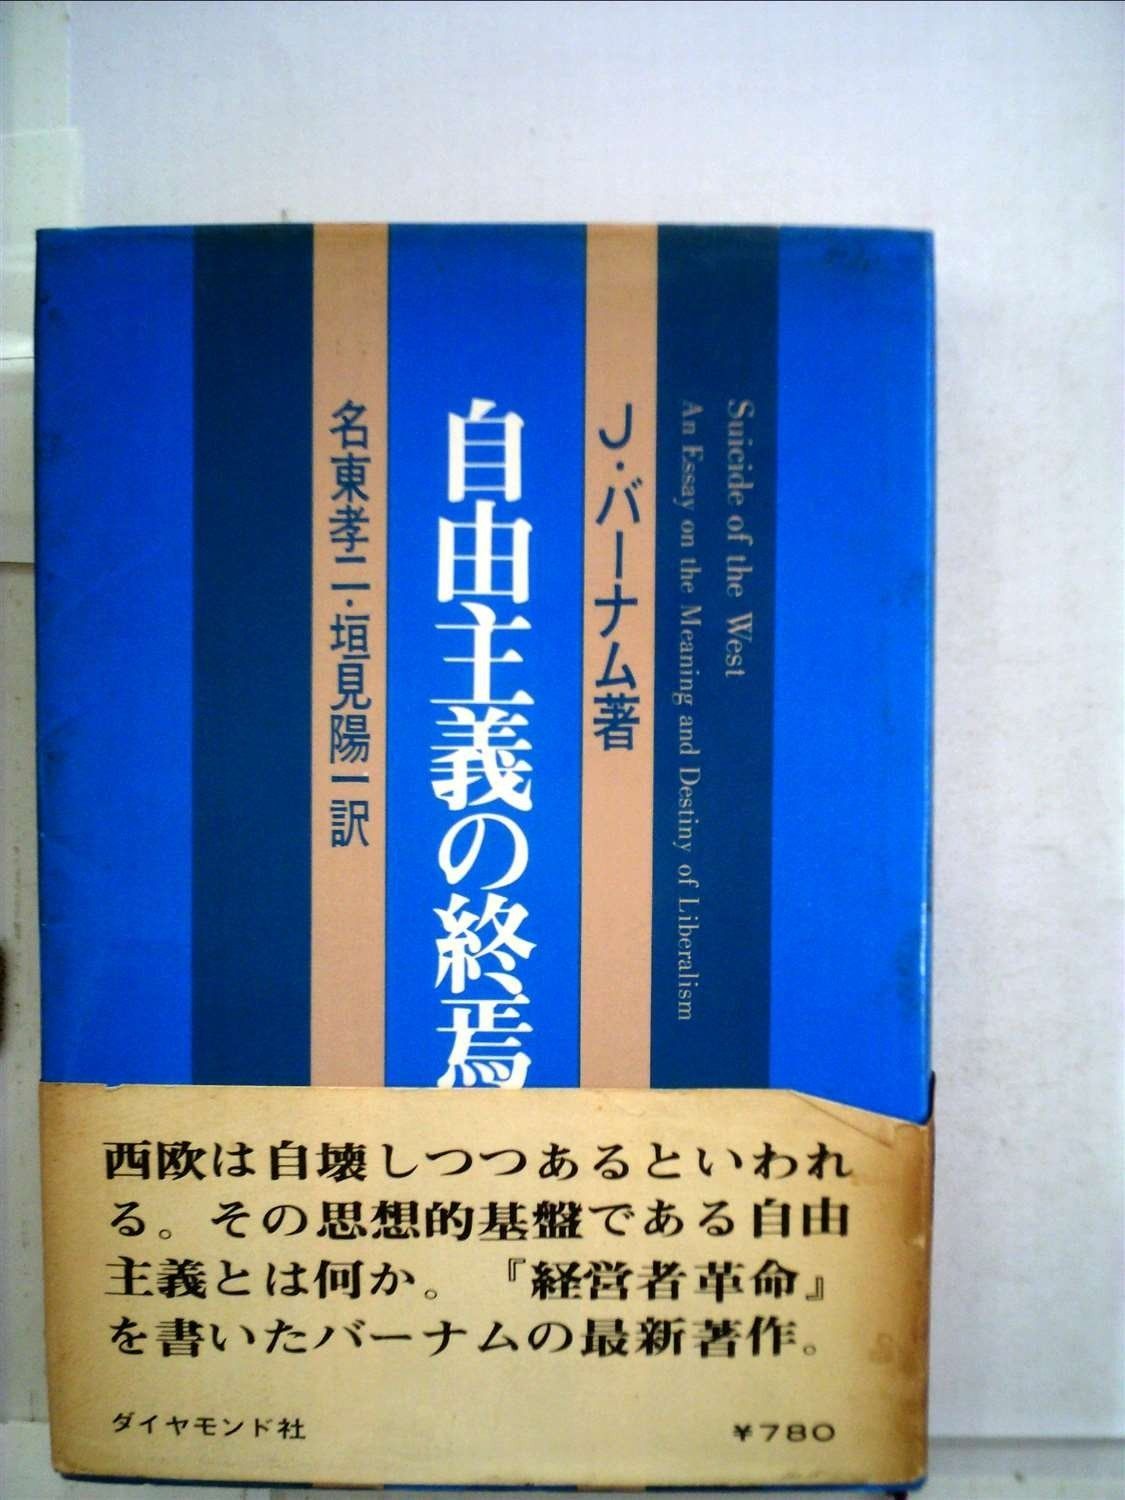 Suicide of the West
An Essay on the Meaning and Destiny of Liberalism
J・バーナム著
自由主義の終焉
名東孝二・垣見陽一訳
西欧は自壊しつつあるといわれ
る。その思想的基盤である自由
主義とは何か。『経営者革命』
を書いたバーナムの最新著作。
ダイヤモンド社
¥780